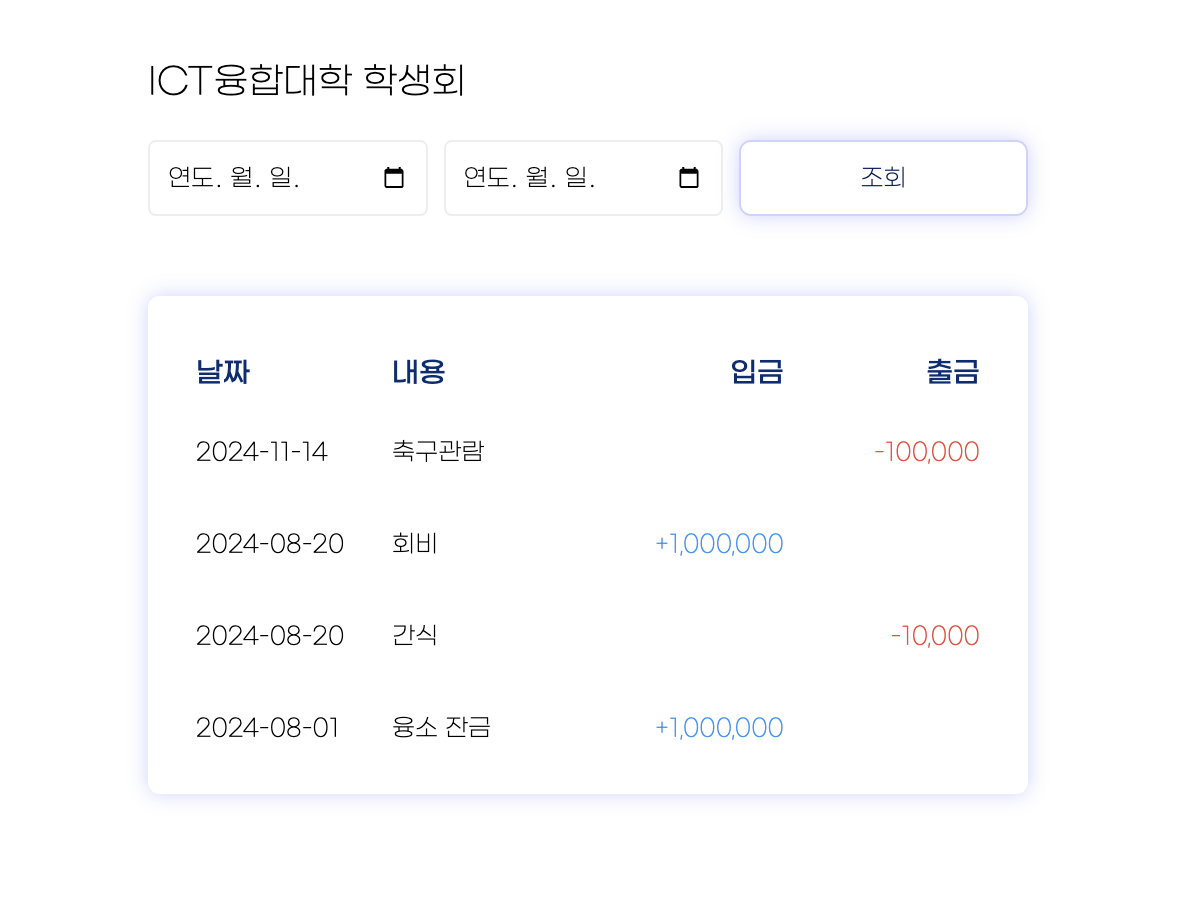 ICT융합대학 학생회
연도. 월. 일. 연도. 월. 일. 조회
날짜 내용 입금 출금
2024-11-14 축구관람 -100,000
2024-08-20 회비 +1,000,000
2024-08-20 간식 -10,000
2024-08-01 융소 잔금 +1,000,000